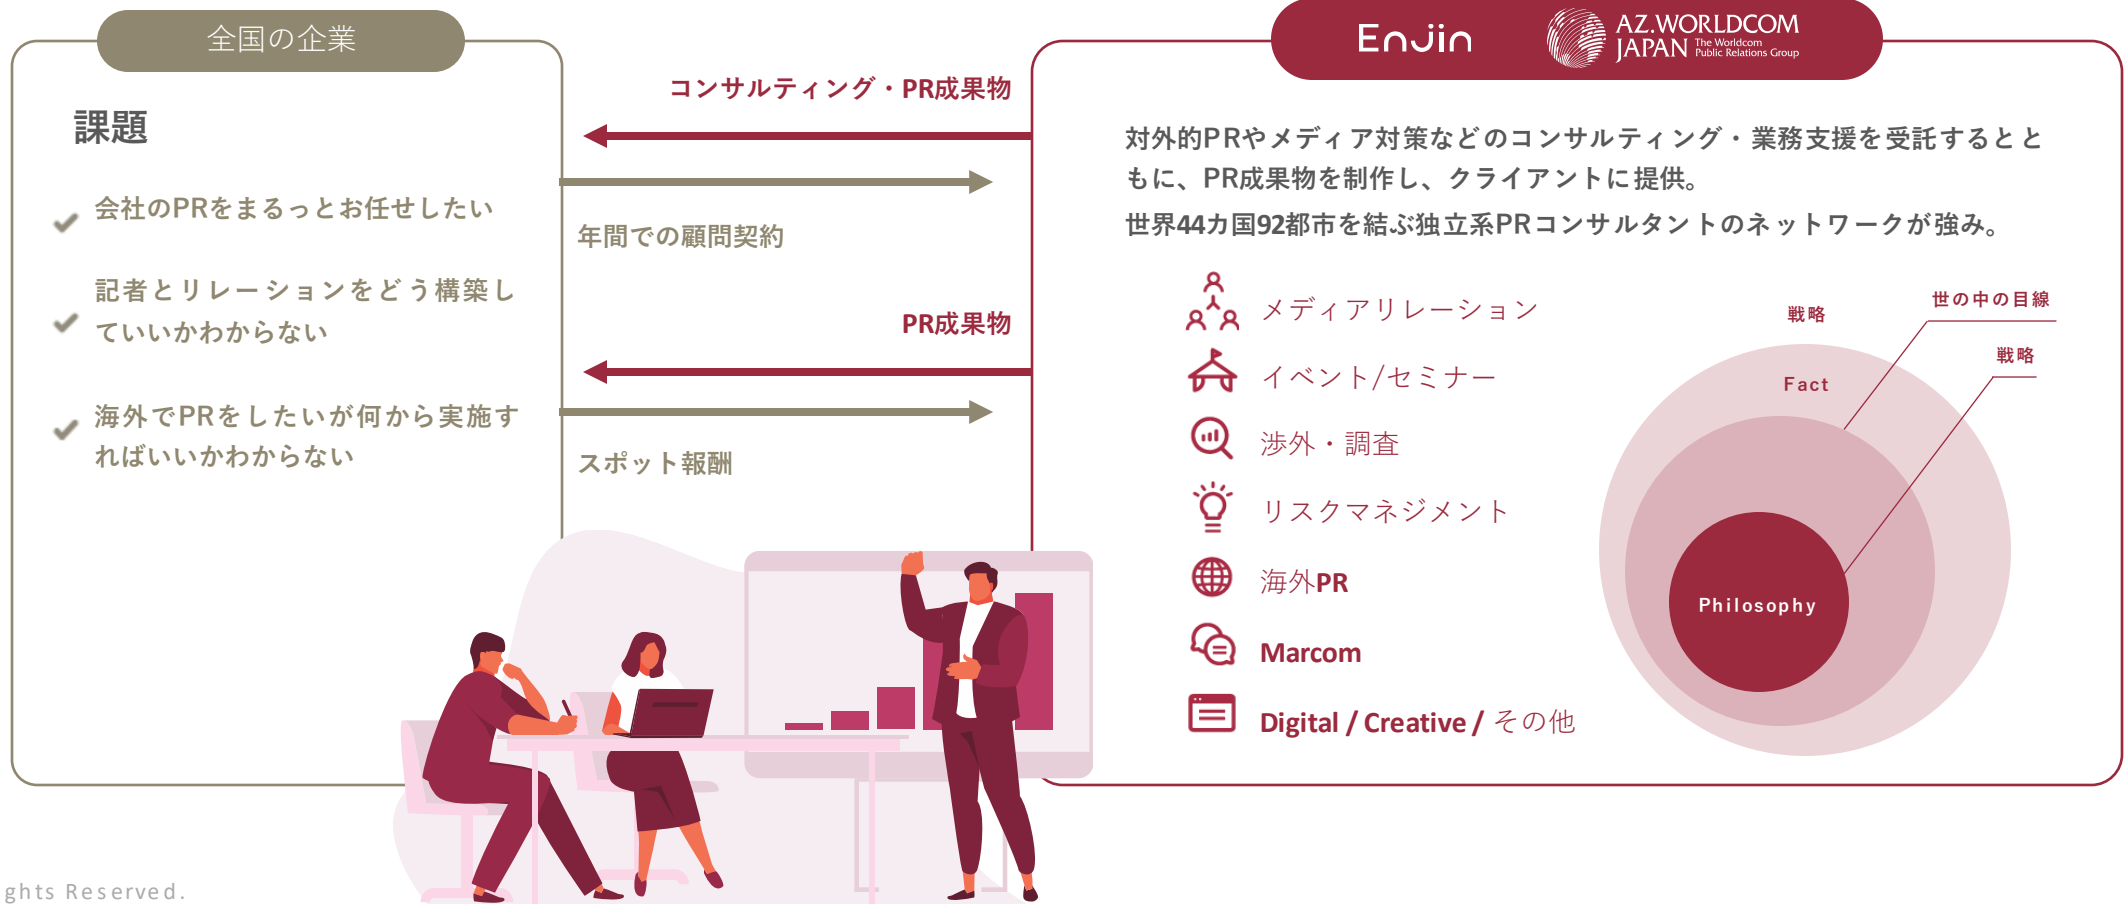 全国の企業
課題
会社のPRをまるっとお任せしたい
記者とリレーションをどう構築し
ていいかわからない
海外でPRをしたいが何から実施す
ればいいかわからない
コンサルティング・PR成果物
年間での顧問契約
PR成果物
スポット報酬
Enjin
AZ.WORLDCOM
JAPAN The Worldcom
Public Relations Group
対外的PRやメディア対策などのコンサルティング・業務支援を受託するとと
もに、PR成果物を制作し、クライアントに提供。
世界44カ国92都市を結ぶ独立系PRコンサルタントのネットワークが強み。
メディアリレーション
イベント/セミナー
渉外・調査
リスクマネジメント
海外PR
Marcom
Digital / Creative / その他
戦略
世の中の目線
戦略
Fact
Philosophy
ghts Reserved.